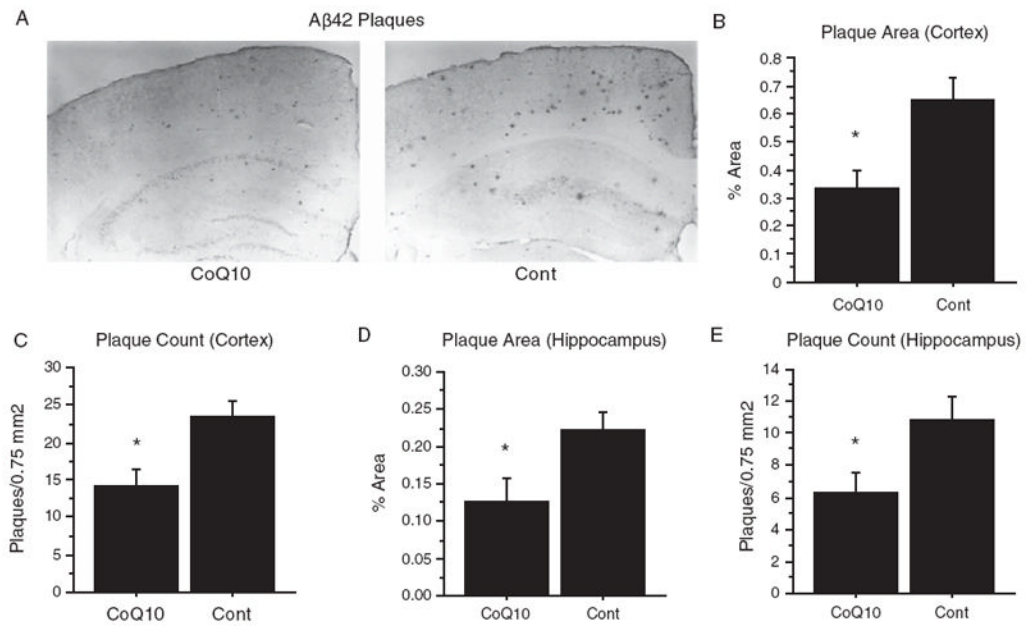 A
Aβ42 Plaques
CoQ10
Cont
B
Plaque Area (Cortex)
% Area
0.8
0.7
0.6
0.5
0.4
0.3
0.2
0.1
0
*
CoQ10
Cont
C
Plaque Count (Cortex)
Plaques/0.75 mm2
30
25
20
15
10
5
0
*
CoQ10
Cont
D
Plaque Area (Hippocampus)
% Area
0.30
0.25
0.20
0.15
0.10
0.05
0.00
*
CoQ10
Cont
E
Plaque Count (Hippocampus)
Plaques/0.75 mm2
14
12
10
8
6
4
2
0
*
CoQ10
Cont